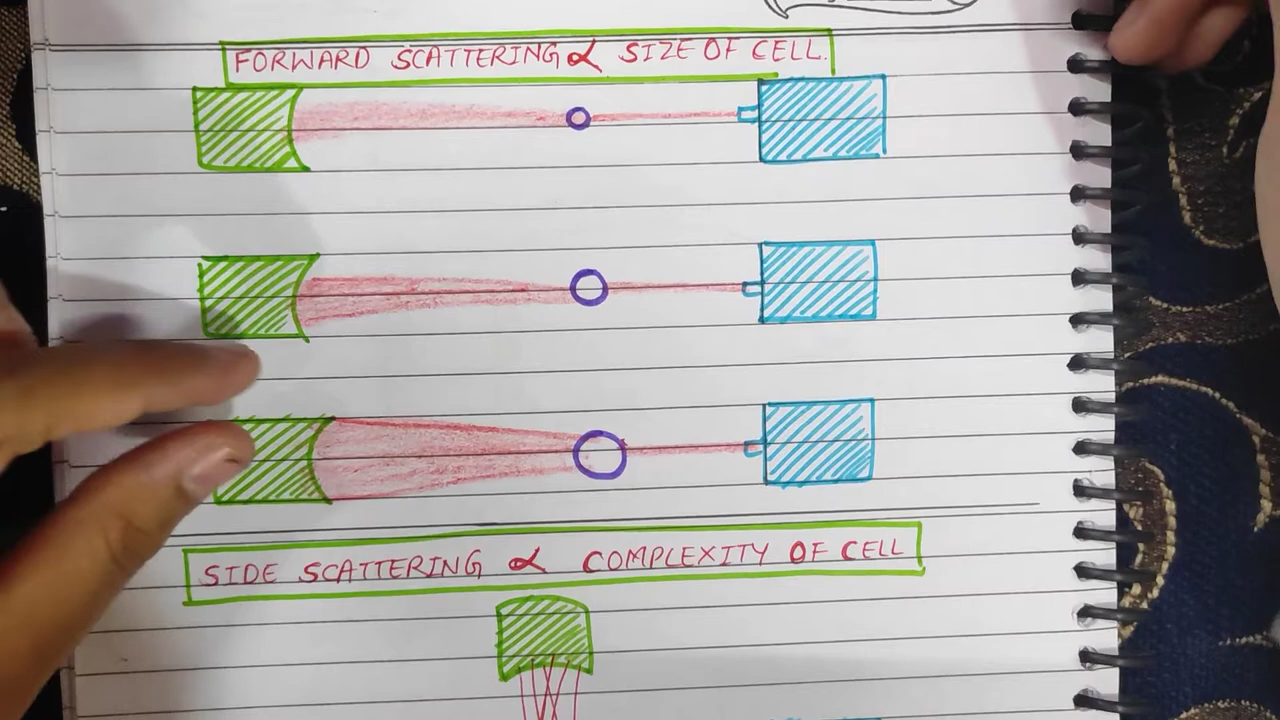 FORWARD SCATTERING ∝ SIZE OF CELL.
SIDE SCATTERING ∝ COMPLEXITY OF CELL